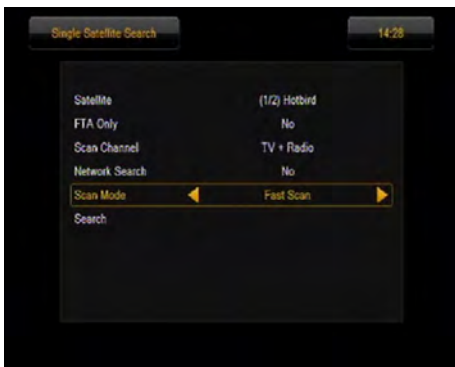 Single Satellite Search 14:28
Satellite (1/2) Hotbird
FTA Only No
Scan Channel TV + Radio
Network Search No
Scan Mode Fast Scan
Search